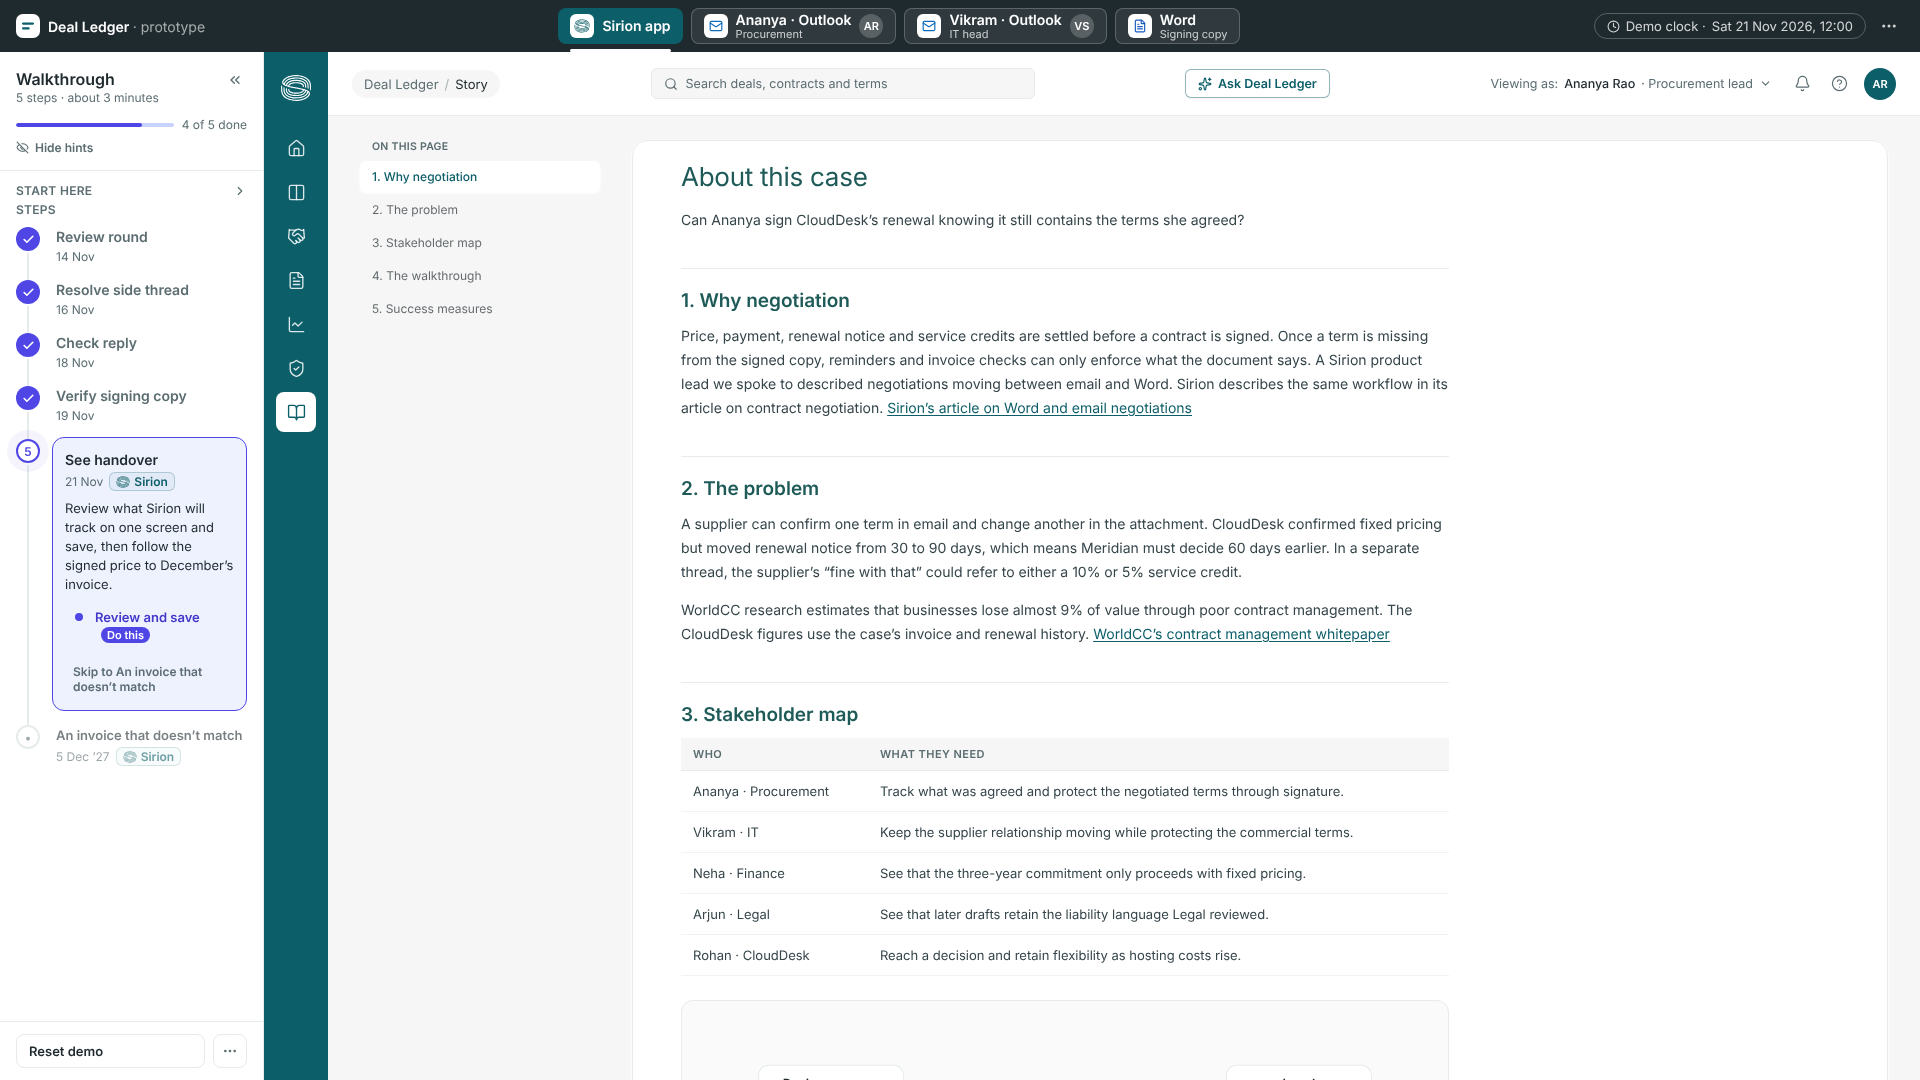 Deal Ledger · prototype
Sirion app
Ananya · Outlook
Procurement
AR
Vikram · Outlook
IT head
VS
Word
Signing copy
Demo clock · Sat 21 Nov 2026, 12:00
Walkthrough
5 steps · about 3 minutes
4 of 5 done
Hide hints
START HERE
STEPS
Review round
14 Nov
Resolve side thread
16 Nov
Check reply
18 Nov
Verify signing copy
19 Nov
5
See handover
21 Nov Sirion
Review what Sirion will
track on one screen and
save, then follow the
signed price to December’s
invoice.
Review and save
Do this
Skip to An invoice that
doesn’t match
An invoice that doesn’t match
5 Dec ’27 Sirion
Reset demo
Deal Ledger / Story
Search deals, contracts and terms
Ask Deal Ledger
Viewing as: Ananya Rao · Procurement lead
AR
ON THIS PAGE
1. Why negotiation
2. The problem
3. Stakeholder map
4. The walkthrough
5. Success measures
About this case
Can Ananya sign CloudDesk’s renewal knowing it still contains the terms she agreed?
1. Why negotiation
Price, payment, renewal notice and service credits are settled before a contract is signed. Once a term is missing
from the signed copy, reminders and invoice checks can only enforce what the document says. A Sirion product
lead we spoke to described negotiations moving between email and Word. Sirion describes the same workflow in its
article on contract negotiation. Sirion’s article on Word and email negotiations
2. The problem
A supplier can confirm one term in email and change another in the attachment. CloudDesk confirmed fixed pricing
but moved renewal notice from 30 to 90 days, which means Meridian must decide 60 days earlier. In a separate
thread, the supplier’s “fine with that” could refer to either a 10% or 5% service credit.
WorldCC research estimates that businesses lose almost 9% of value through poor contract management. The
CloudDesk figures use the case’s invoice and renewal history. WorldCC’s contract management whitepaper
3. Stakeholder map
WHO WHAT THEY NEED
Ananya · Procurement Track what was agreed and protect the negotiated terms through signature.
Vikram · IT Keep the supplier relationship moving while protecting the commercial terms.
Neha · Finance See that the three-year commitment only proceeds with fixed pricing.
Arjun · Legal See that later drafts retain the liability language Legal reviewed.
Rohan · CloudDesk Reach a decision and retain flexibility as hosting costs rise.